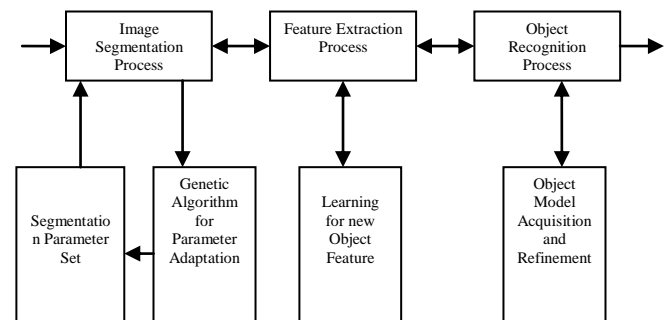 Image
Segmentation
Process
Feature Extraction
Process
Object
Recognition
Process
Segmentatio
n Parameter
Set
Genetic
Algorithm
for
Parameter
Adaptation
Learning
for new
Object
Feature
Object
Model
Acquisition
and
Refinement